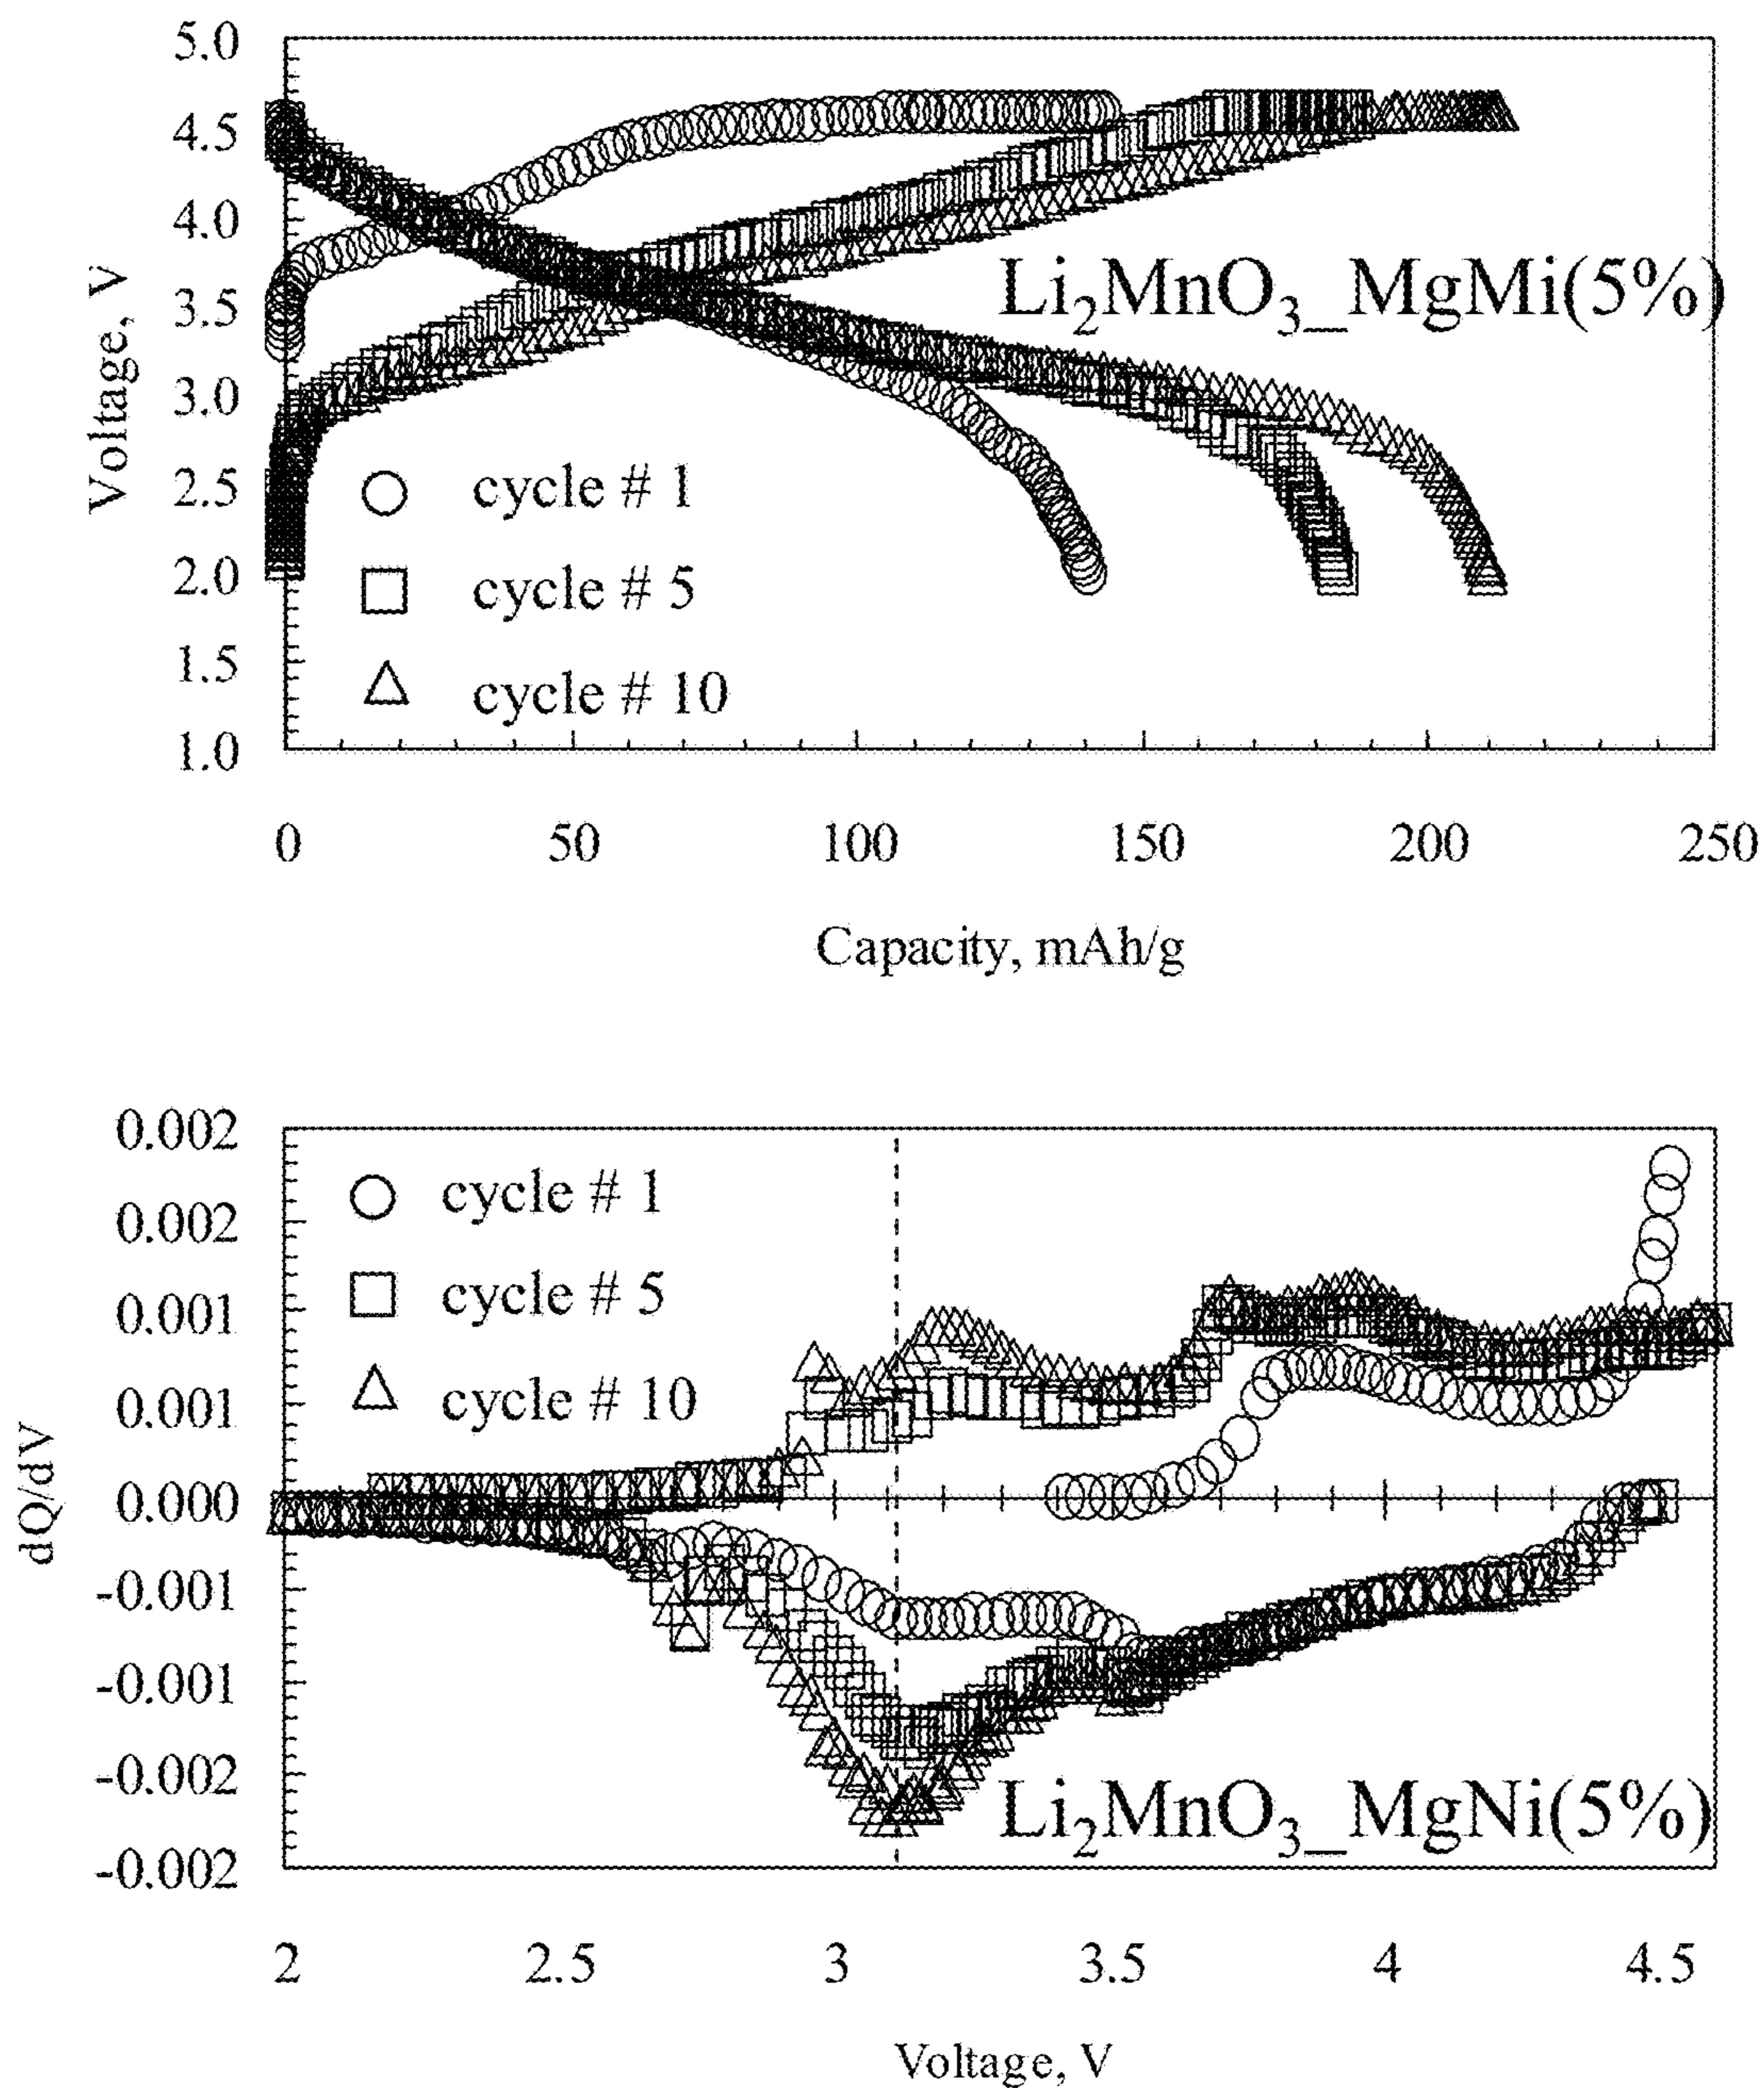 5.0
4.5
4.0
3.5
3.0
2.5
2.0
1.5
1.0
Voltage, V
Li₂MnO₃_MgMi(5%)
cycle # 1
cycle # 5
cycle # 10
0 50 100 150 200 250
Capacity, mAh/g
0.002
0.002
0.001
0.001
0.000
-0.001
-0.001
-0.002
-0.002
dQ/dV
cycle # 1
cycle # 5
cycle # 10
Li₂MnO₃_MgNi(5%)
2 2.5 3 3.5 4 4.5
Voltage, V